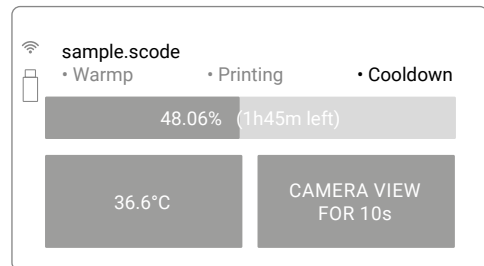 sample.scode
• Warmp • Printing • Cooldown
48.06% (1h45m left)
36.6°C
CAMERA VIEW
FOR 10s